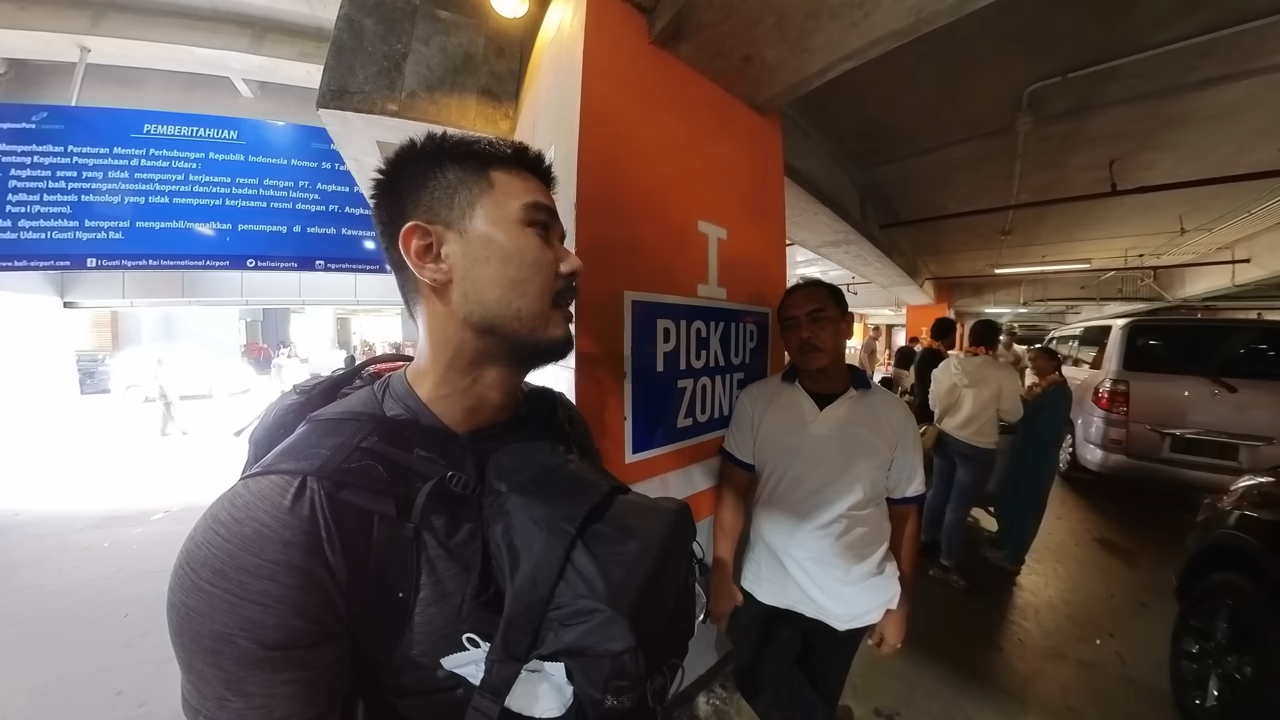 PEMBERITAHUAN
Memperhatikan Peraturan Menteri Perhubungan Republik Indonesia Nomor 56
Tentang Kegiatan Pengusahaan di Bandar Udara :
Angkutan sewa yang tidak mempunyai kerjasama resmi dengan PT. Angkasa
(Persero) baik perorangan/asosiasi/koperasi dan/atau badan hukum lainnya.
Aplikasi berbasis teknologi yang tidak mempunyai kerjasama resmi dengan PT. Angkasa
Pura I (Persero).
diperbolehkan beroperasi mengambil/menaikkan penumpang di seluruh Kawasan
Udara I Gusti Ngurah Rai.
www.bali-airport.com I Gusti Ngurah Rai International Airport baliairports ngurahraiairport
I
PICK UP
ZONE